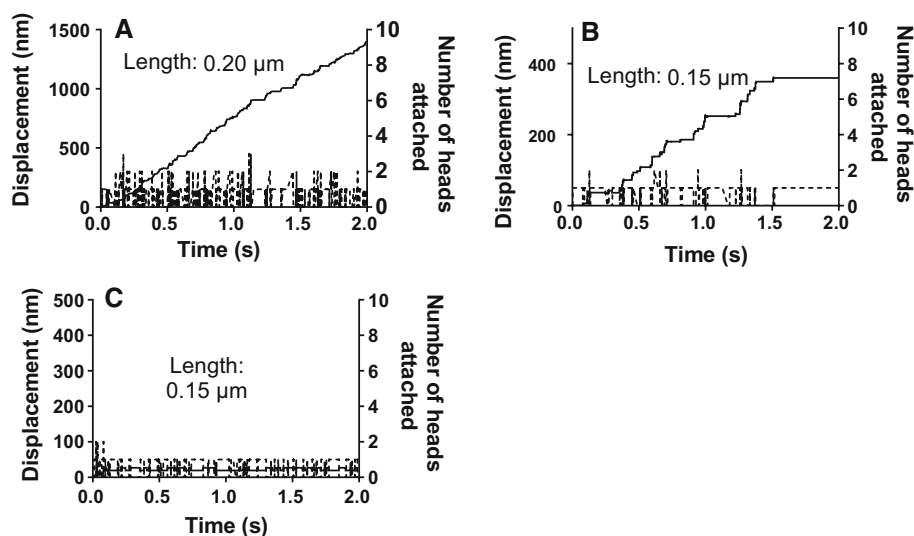 A
Length: 0.20 µm
Displacement (nm)
1500
1000
500
0
10
8
6
4
2
0
Number of heads
attached
0.0 0.5 1.0 1.5 2.0
Time (s)
B
Length: 0.15 µm
Displacement (nm)
400
200
0
10
8
6
4
2
0
Number of heads
attached
0.0 0.5 1.0 1.5 2.0
Time (s)
C
Length:
0.15 µm
Displacement (nm)
500
400
300
200
100
0
10
8
6
4
2
0
Number of heads
attached
0.0 0.5 1.0 1.5 2.0
Time (s)